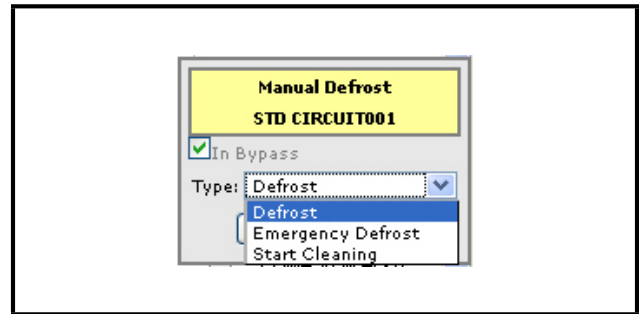 Manual Defrost
STD CIRCUIT001
In Bypass
Type: Defrost
Defrost
Emergency Defrost
Start Cleaning